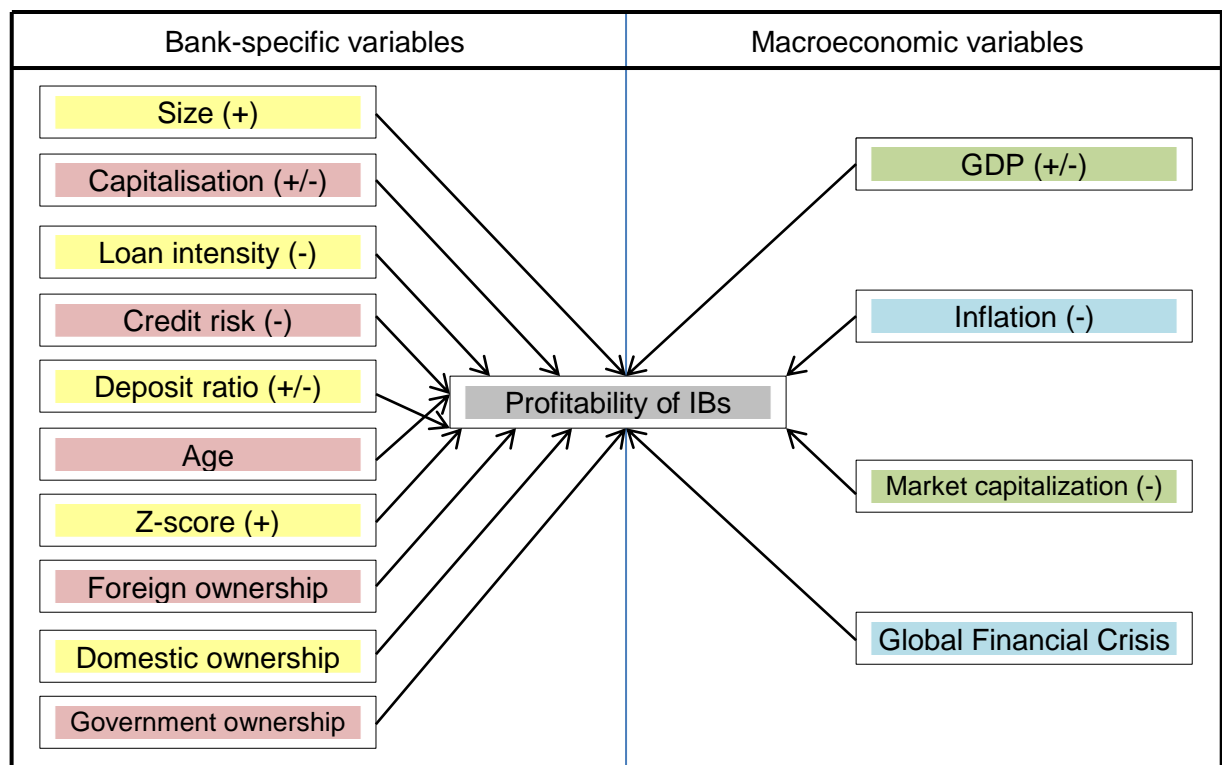 Bank-specific variables
Macroeconomic variables
Size (+)
Capitalisation (+/-)
Loan intensity (-)
Credit risk (-)
Deposit ratio (+/-)
Age
Z-score (+)
Foreign ownership
Domestic ownership
Government ownership
Profitability of IBs
GDP (+/-)
Inflation (-)
Market capitalization (-)
Global Financial Crisis